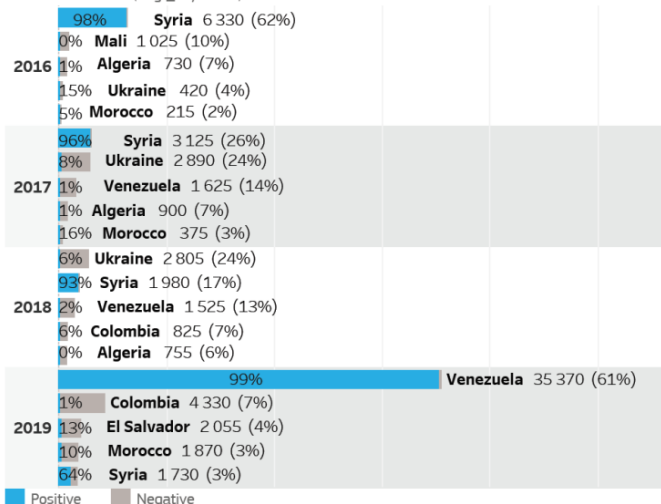 98% Syria 6 330 (62%)
0% Mali 1 025 (10%)
2016 1% Algeria 730 (7%)
15% Ukraine 420 (4%)
5% Morocco 215 (2%)
96% Syria 3 125 (26%)
8% Ukraine 2 890 (24%)
2017 1% Venezuela 1 625 (14%)
1% Algeria 900 (7%)
16% Morocco 375 (3%)
6% Ukraine 2 805 (24%)
93% Syria 1 980 (17%)
2018 2% Venezuela 1 525 (13%)
6% Colombia 825 (7%)
0% Algeria 755 (6%)
99% Venezuela 35 370 (61%)
1% Colombia 4 330 (7%)
2019 13% El Salvador 2 055 (4%)
10% Morocco 1 870 (3%)
64% Syria 1 730 (3%)
Positive Negative